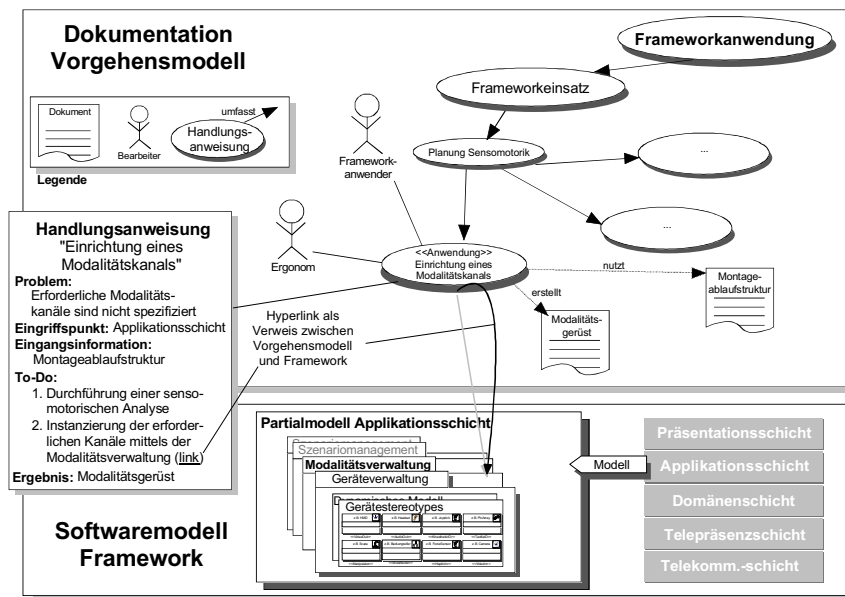 Dokumentation
Vorgehensmodell
Frameworkanwendung
Frameworkeinsatz
Planung Sensomotorik
...
...
Dokument
Bearbeiter
umfasst
Handlungs-
anweisung
Legende
Framework-
anwender
Ergonom
<<Anwendung>>
Einrichtung eines
Modalitätskanals
nutzt
Montage-
ablaufstruktur
erstellt
Modalitäts-
gerüst
Handlungsanweisung
"Einrichtung eines
Modalitätskanals"
Problem:
Erforderliche Modalitäts-
kanäle sind nicht spezifiziert
Eingriffspunkt: Applikationsschicht
Eingangsinformation:
Montageablaufstruktur
To-Do:
1. Durchführung einer senso-
motorischen Analyse
2. Instanzierung der erforder-
lichen Kanäle mittels der
Modalitätsverwaltung (link)
Ergebnis: Modalitätsgerüst
Hyperlink als
Verweis zwischen
Vorgehensmodell
und Framework
Softwaremodell
Framework
Partialmodell Applikationsschicht
Szenariomanagement
Szenariomanagement
Modalitätsverwaltung
Geräteverwaltung
Dynamisches Modell
Gerätestereotypes
Modell
Präsentationsschicht
Applikationsschicht
Domänenschicht
Telepräsenzschicht
Telekomm.-schicht